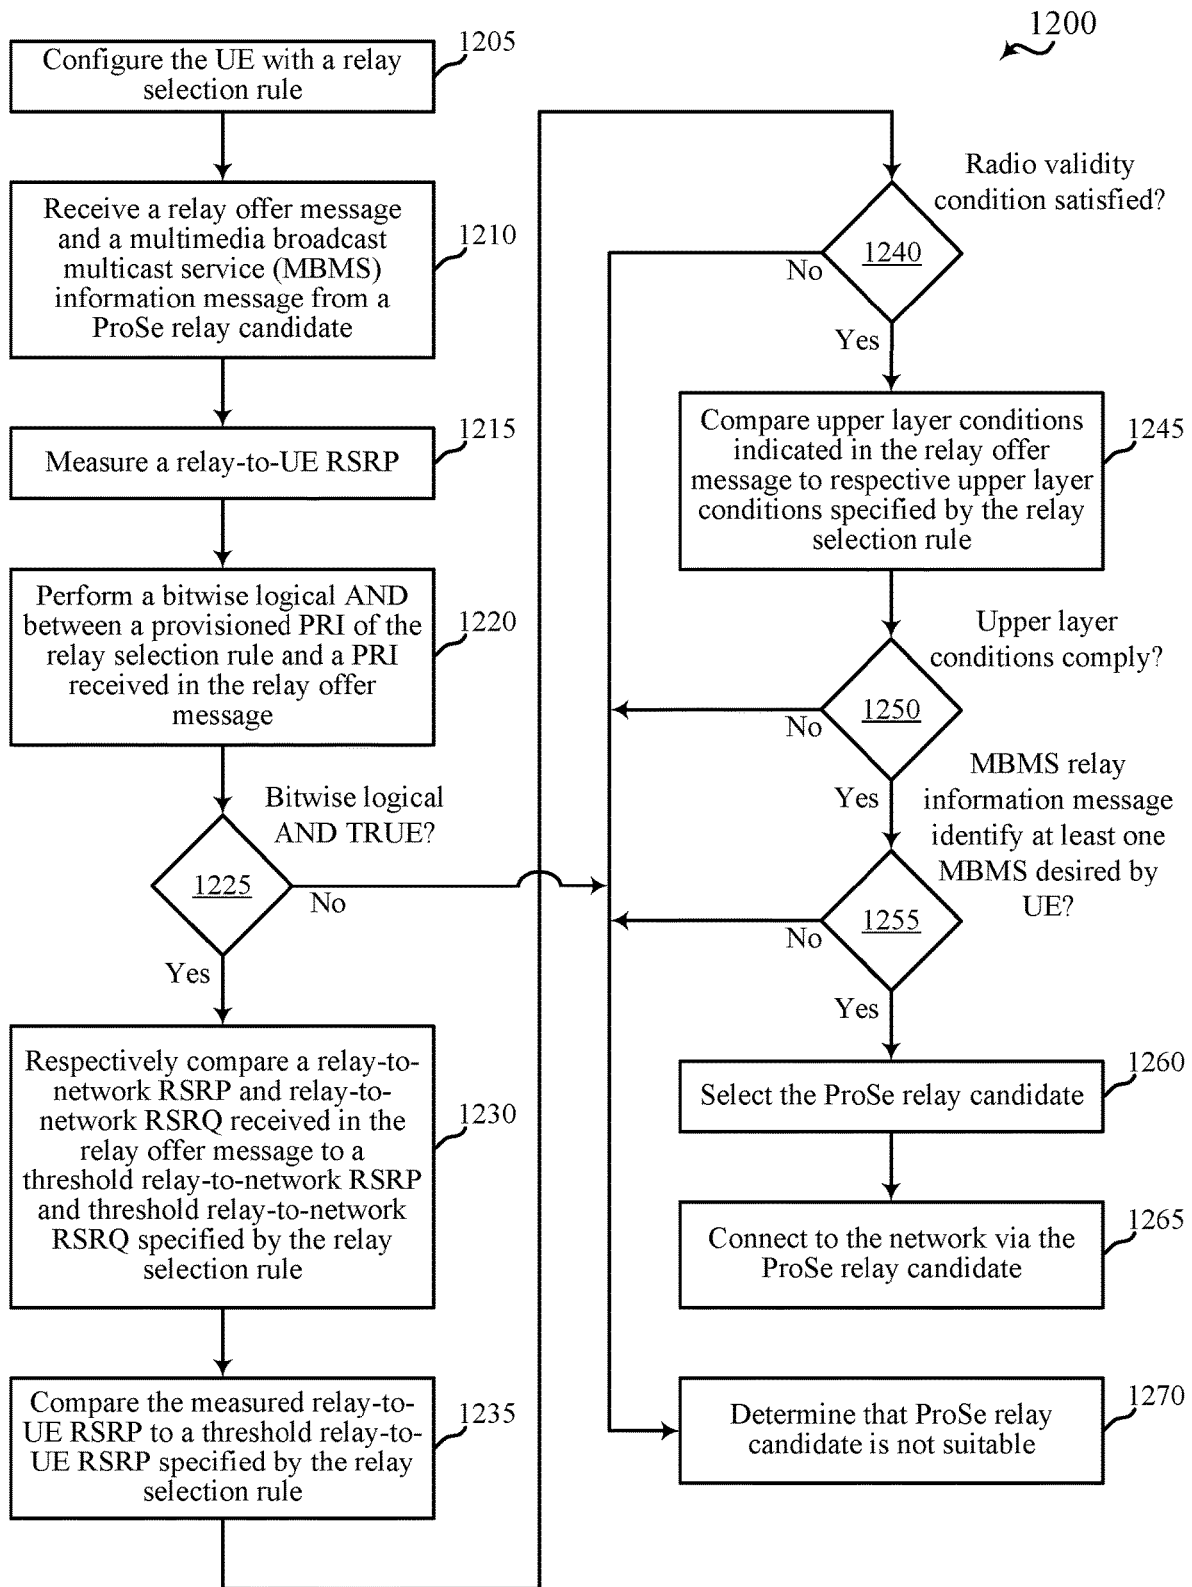 1200
Configure the UE with a relay
selection rule
1205
Receive a relay offer message
and a multimedia broadcast
multicast service (MBMS)
information message from a
ProSe relay candidate
1210
Measure a relay-to-UE RSRP
1215
Perform a bitwise logical AND
between a provisioned PRI of the
relay selection rule and a PRI
received in the relay offer
message
1220
Bitwise logical
AND TRUE?
1225
No
Yes
Respectively compare a relay-to-
network RSRP and relay-to-
network RSRQ received in the
relay offer message to a
threshold relay-to-network RSRP
and threshold relay-to-network
RSRQ specified by the relay
selection rule
1230
Compare the measured relay-to-
UE RSRP to a threshold relay-to-
UE RSRP specified by the relay
selection rule
1235
Radio validity
condition satisfied?
1240
No
Yes
Compare upper layer conditions
indicated in the relay offer
message to respective upper layer
conditions specified by the relay
selection rule
1245
Upper layer
conditions comply?
1250
No
Yes
MBMS relay
information message
identify at least one
MBMS desired by
UE?
1255
No
Yes
Select the ProSe relay candidate
1260
Connect to the network via the
ProSe relay candidate
1265
Determine that ProSe relay
candidate is not suitable
1270